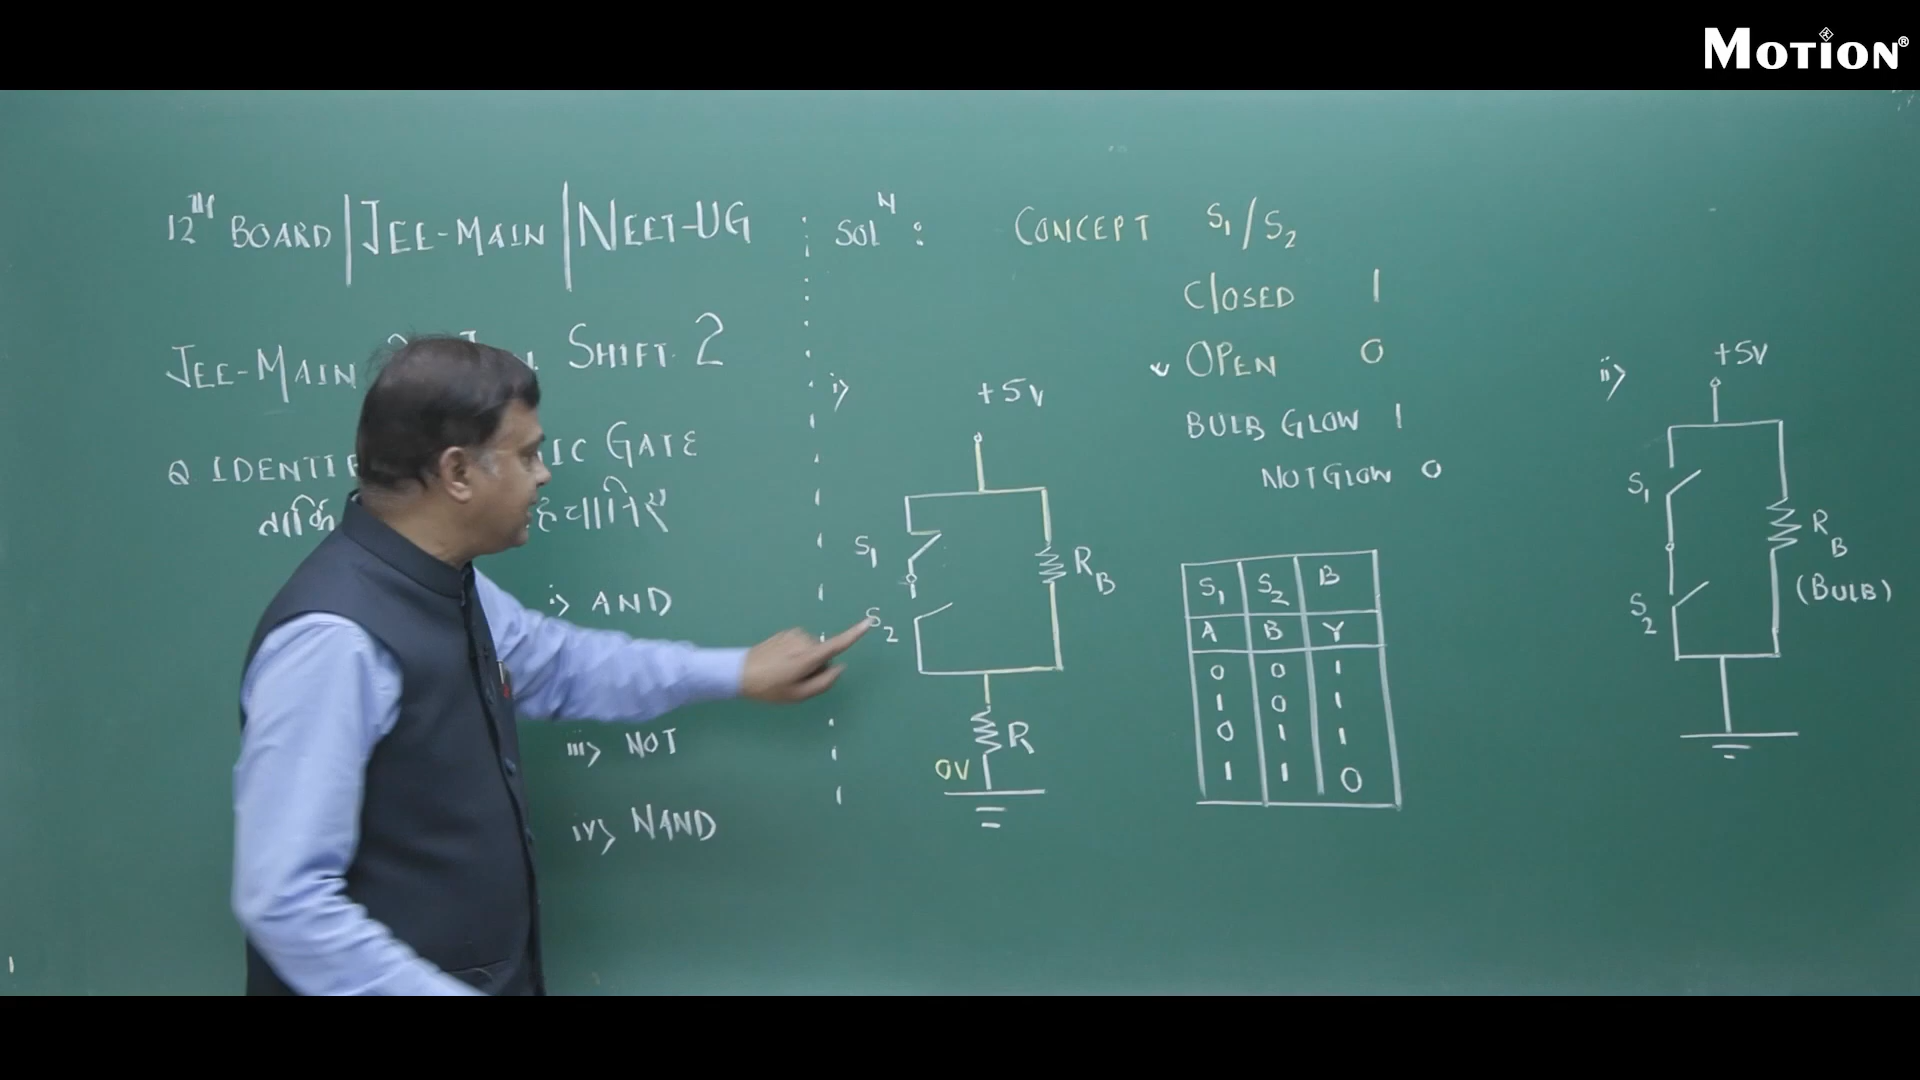 MOTION®
12TH BOARD | JEE-MAIN | NEET-UG
JEE-MAIN SHIFT 2
Q IDENTIF IC GATE
i> AND
iii> NOT
iv> NAND
SOLN :
CONCEPT S1/S2
CLOSED 1
OPEN 0
BULB GLOW 1
NOT GLOW 0
i>
+5V
S1
RB
S2
R
0V
S1 S2 B
A B Y
0 0 1
1 0 1
0 1 1
1 1 0
ii>
+5V
S1
RB
(BULB)
S2